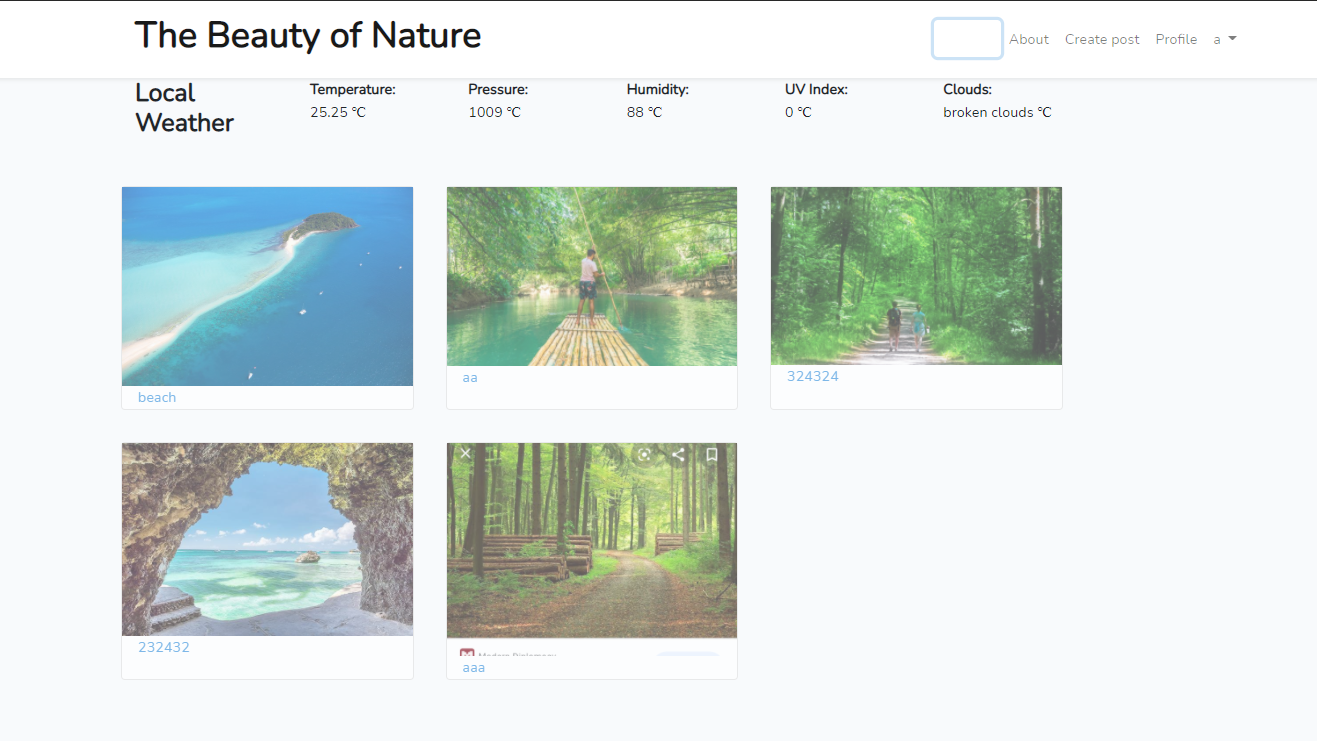 The Beauty of Nature
About Create post Profile a
Local
Weather
Temperature: Pressure: Humidity: UV Index: Clouds:
25.25 °C 1009 °C 88 °C 0 °C broken clouds °C
beach
aa
324324
232432
aaa